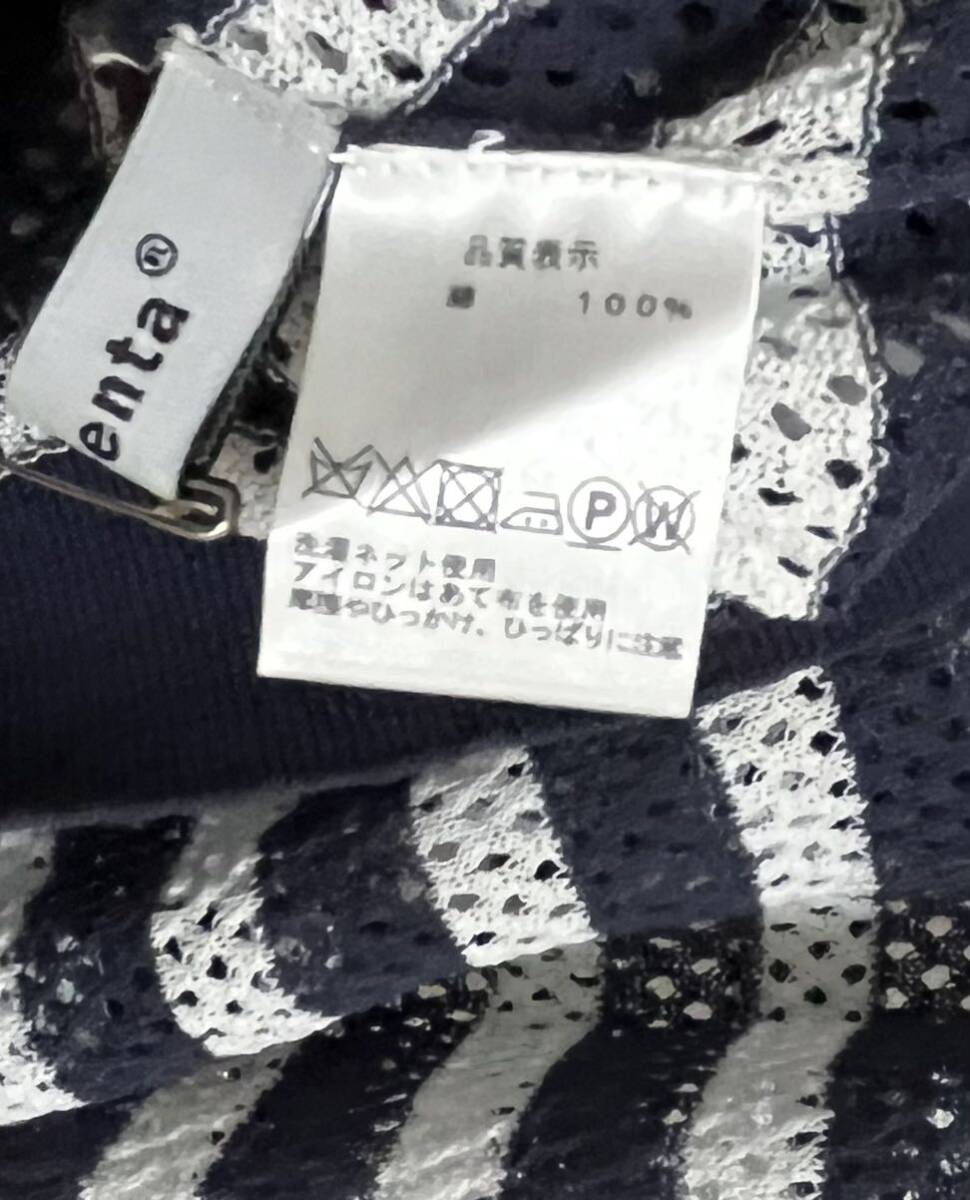 enta®
品質表示
綿 100%
P W
洗濯ネット使用
アイロンはあて布を使用
摩擦やひっかけ、ひっぱりに注意